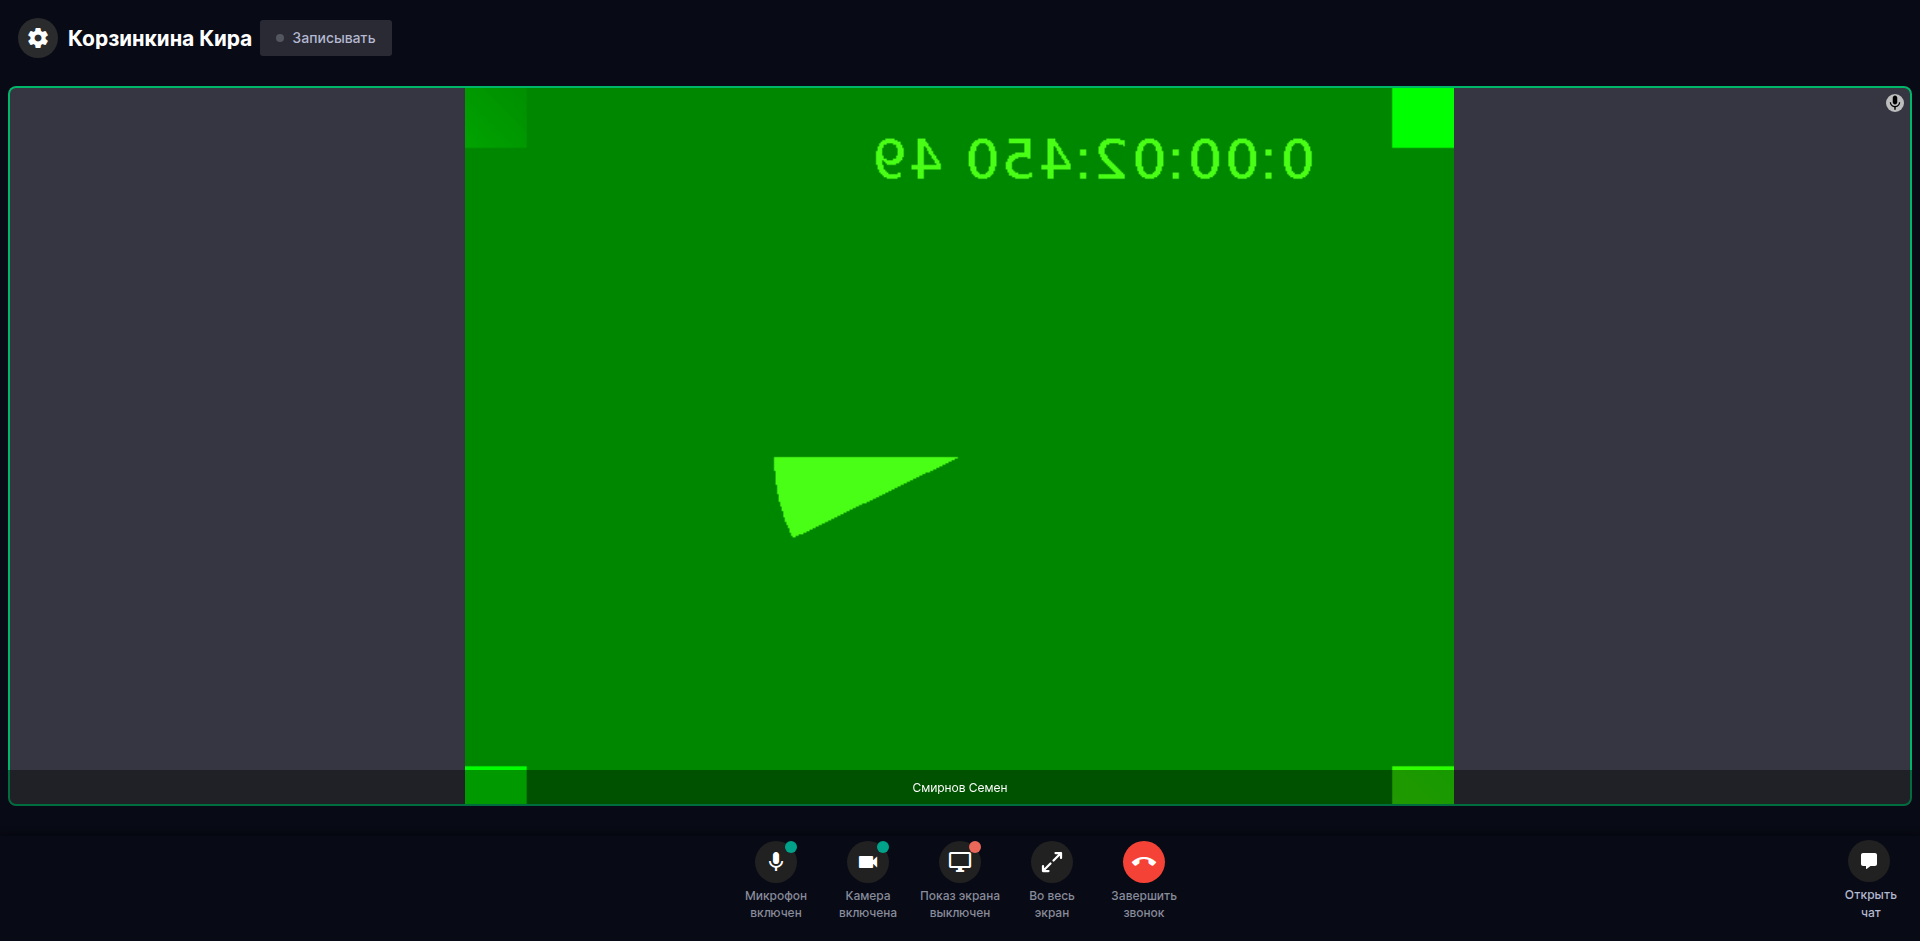 Корзинкина Кира
Записывать
0:00:02:450 49
Смирнов Семен
Микрофон
включен
Камера
включена
Показ экрана
выключен
Во весь
экран
Завершить
звонок
Открыть
чат